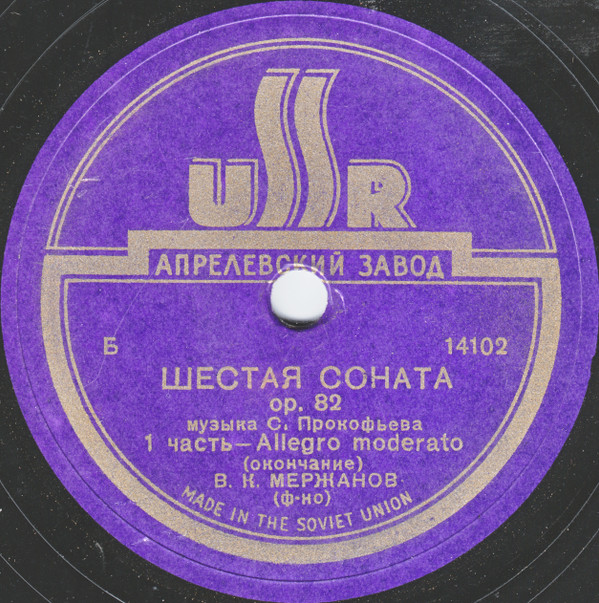 USSR
АПРЕЛЕВСКИЙ ЗАВОД
Б 14102
ШЕСТАЯ СОНАТА
op. 82
музыка С. Прокофьева
1 часть — Allegro moderato
(окончание)
В. К. МЕРЖАНОВ
(ф-но)
MADE IN THE SOVIET UNION